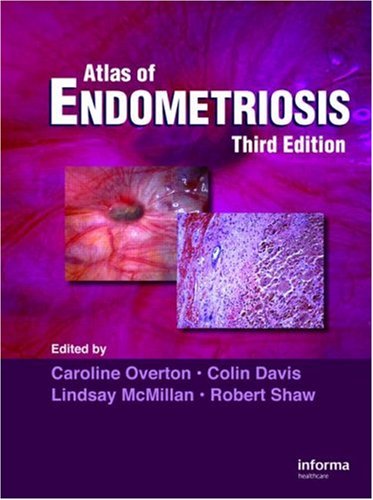 Atlas of
ENDOMETRIOSIS
Third Edition
Edited by
Caroline Overton · Colin Davis
Lindsay McMillan · Robert Shaw
informa
healthcare